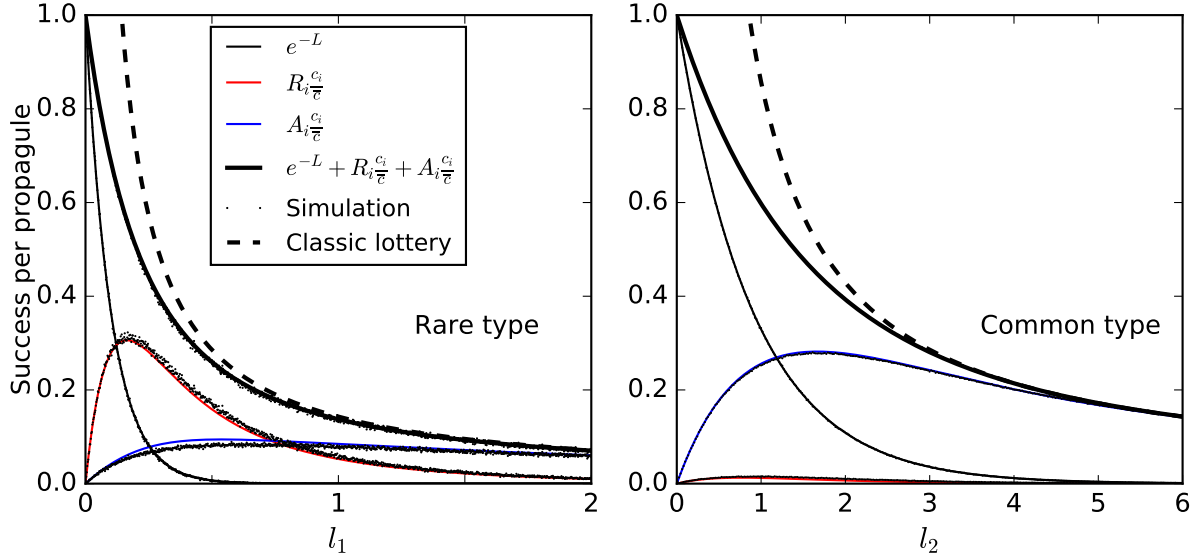 Success per propagule
1.0
0.8
0.6
0.4
0.2
0.0
0
1
2
l₁
e^{-L}
R_i c_i/c̅
A_i c_i/c̅
e^{-L} + R_i c_i/c̅ + A_i c_i/c̅
Simulation
Classic lottery
Rare type
1.0
0.8
0.6
0.4
0.2
0.0
0
1
2
3
4
5
6
l₂
Common type